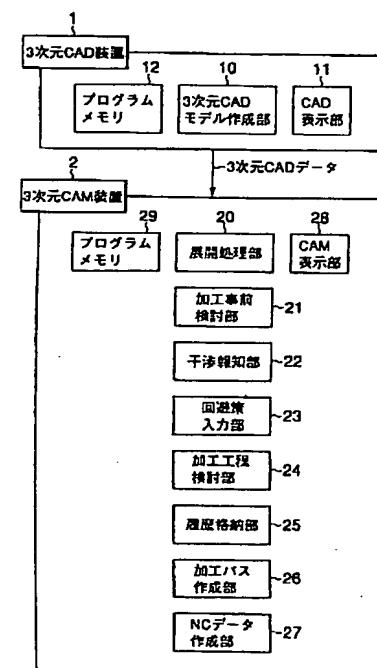 1
3次元CAD装置
12
10
11
プログラム
メモリ
3次元CAD
モデル作成部
CAD
表示部
3次元CADデータ
2
3次元CAM装置
29
20
28
プログラム
メモリ
展開処理部
CAM
表示部
加工事前
検討部
21
干渉報知部
22
回避策
入力部
23
加工工程
検討部
24
履歴格納部
25
加工パス
作成部
26
NCデータ
作成部
27